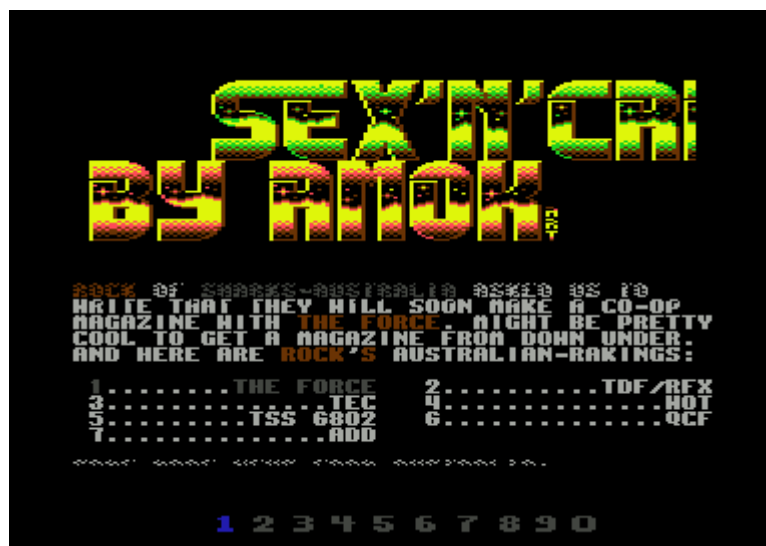 SEX'N'CRI
BY AMOK.
ROCK OF SHARKS-AUSTRALIA ASKED US TO
WRITE THAT THEY WILL SOON MAKE A CO-OP
MAGAZINE WITH THE FORCE. MIGHT BE PRETTY
COOL TO GET A MAGAZINE FROM DOWN UNDER.
AND HERE ARE ROCK'S AUSTRALIAN-RAKINGS:
1........THE FORCE 2..........TDF/RFX
3..............TEC 4..............HOT
5.........TSS 6802 6..............QCF
7..............ADD
1 2 3 4 5 6 7 8 9 0